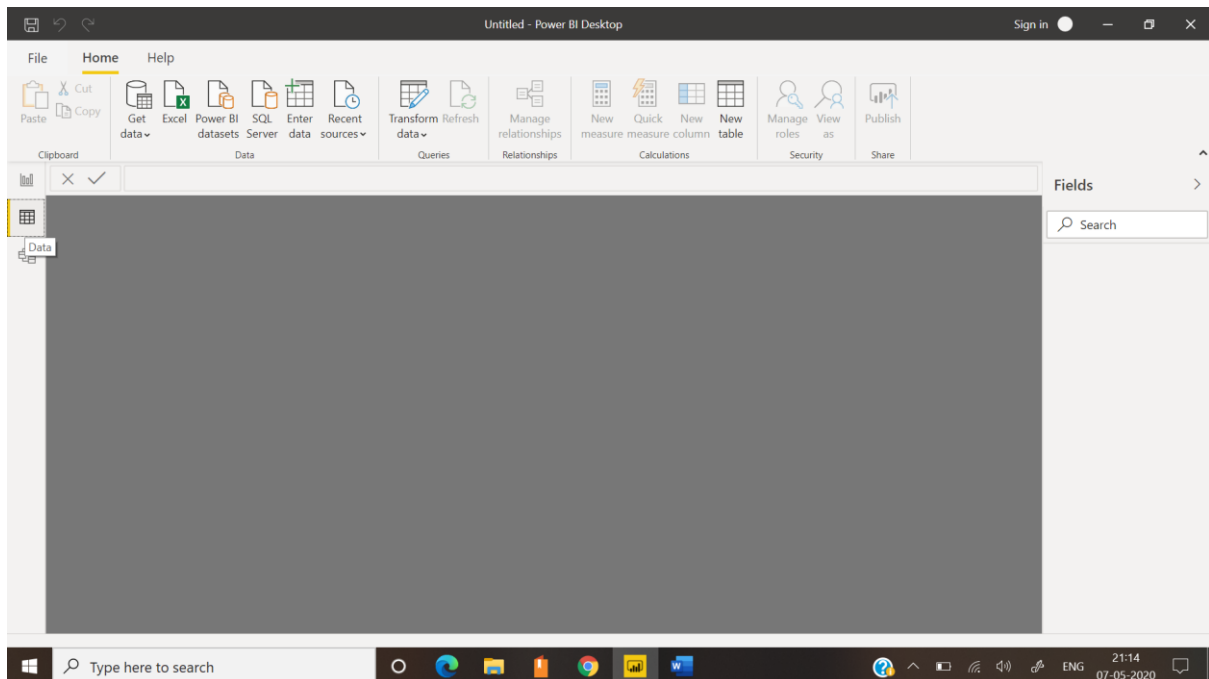 Untitled - Power BI Desktop
Sign in
File Home Help
Paste
Cut
Copy
Clipboard
Get data
Excel
Power BI datasets
SQL Server
Enter data
Recent sources
Data
Transform data
Refresh
Queries
Manage relationships
Relationships
New measure
Quick measure
New column
New table
Calculations
Manage roles
View as
Security
Publish
Share
Fields
Search
Data
Type here to search
W
ENG
21:14
07-05-2020